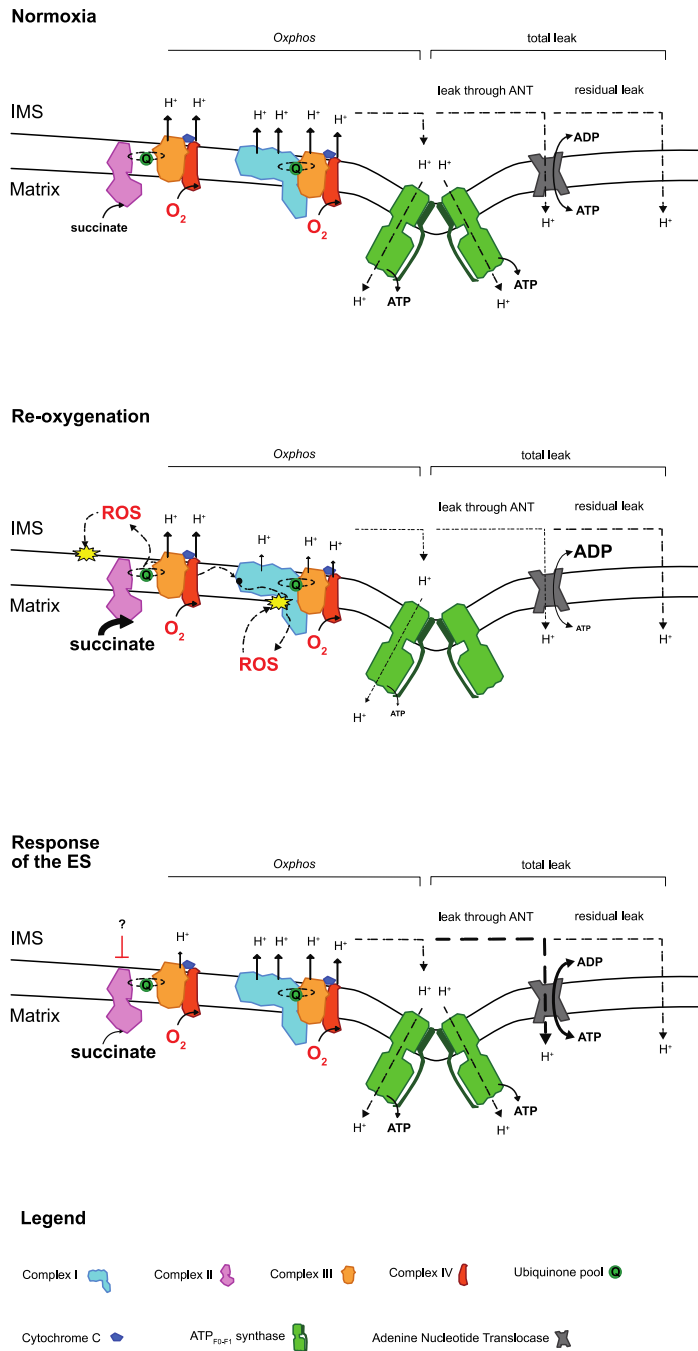 Normoxia
Oxphos
total leak
leak through ANT
residual leak
H⁺
H⁺
H⁺
H⁺
H⁺
H⁺
IMS
ADP
H⁺
H⁺
Q
Q
Matrix
succinate
O₂
O₂
ATP
H⁺
ATP
H⁺
H⁺
ATP
H⁺
H⁺
Re-oxygenation
Oxphos
total leak
leak through ANT
residual leak
ROS
H⁺
H⁺
IMS
H⁺
H⁺
H⁺
ADP
Q
H⁺
Q
Matrix
succinate
O₂
O₂
ATP
H⁺
H⁺
ROS
ATP
H⁺
Response
of the ES
Oxphos
total leak
?
leak through ANT
residual leak
H⁺
H⁺
H⁺
H⁺
H⁺
IMS
ADP
Q
H⁺
H⁺
Q
Matrix
succinate
O₂
O₂
ATP
H⁺
H⁺
ATP
ATP
H⁺
H⁺
Legend
Complex I
Complex II
Complex III
Complex IV
Ubiquinone pool Q
Cytochrome C
ATP F0-F1 synthase
Adenine Nucleotide Translocase